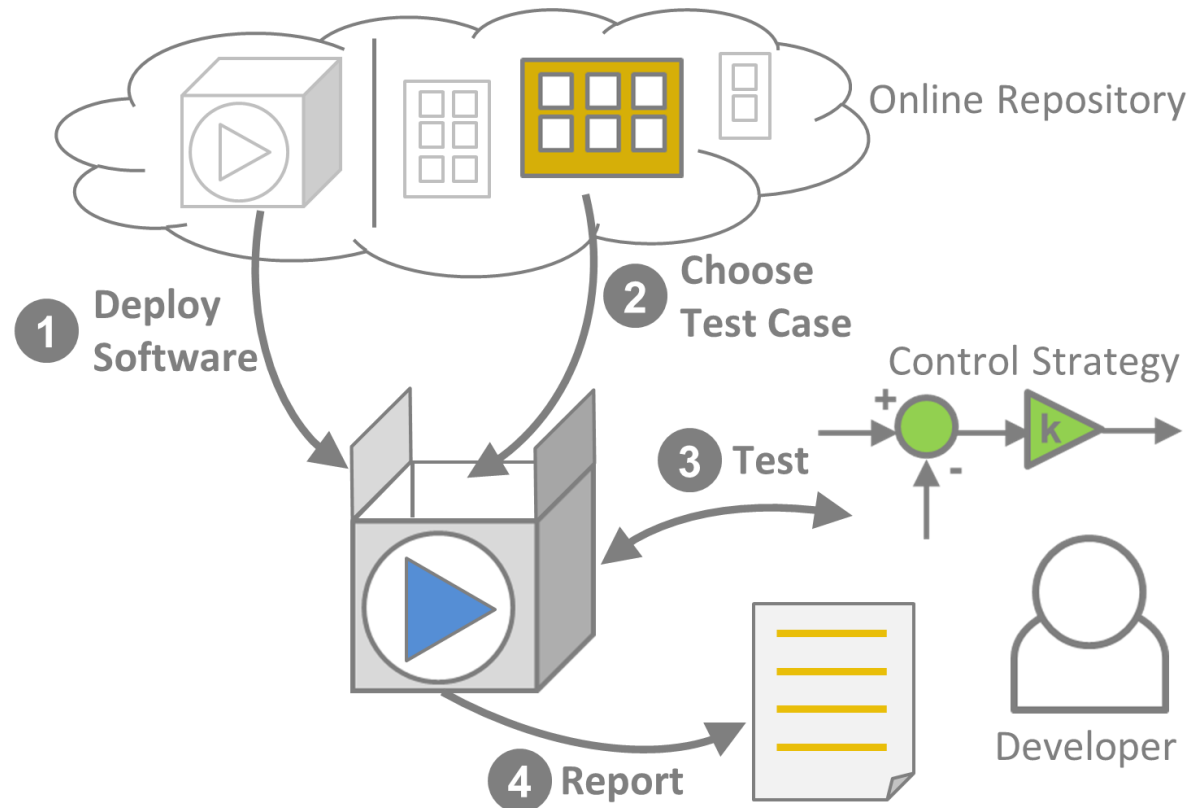 Online Repository
1
Deploy
Software
2
Choose
Test Case
Control Strategy
+
k
-
3 Test
4 Report
Developer